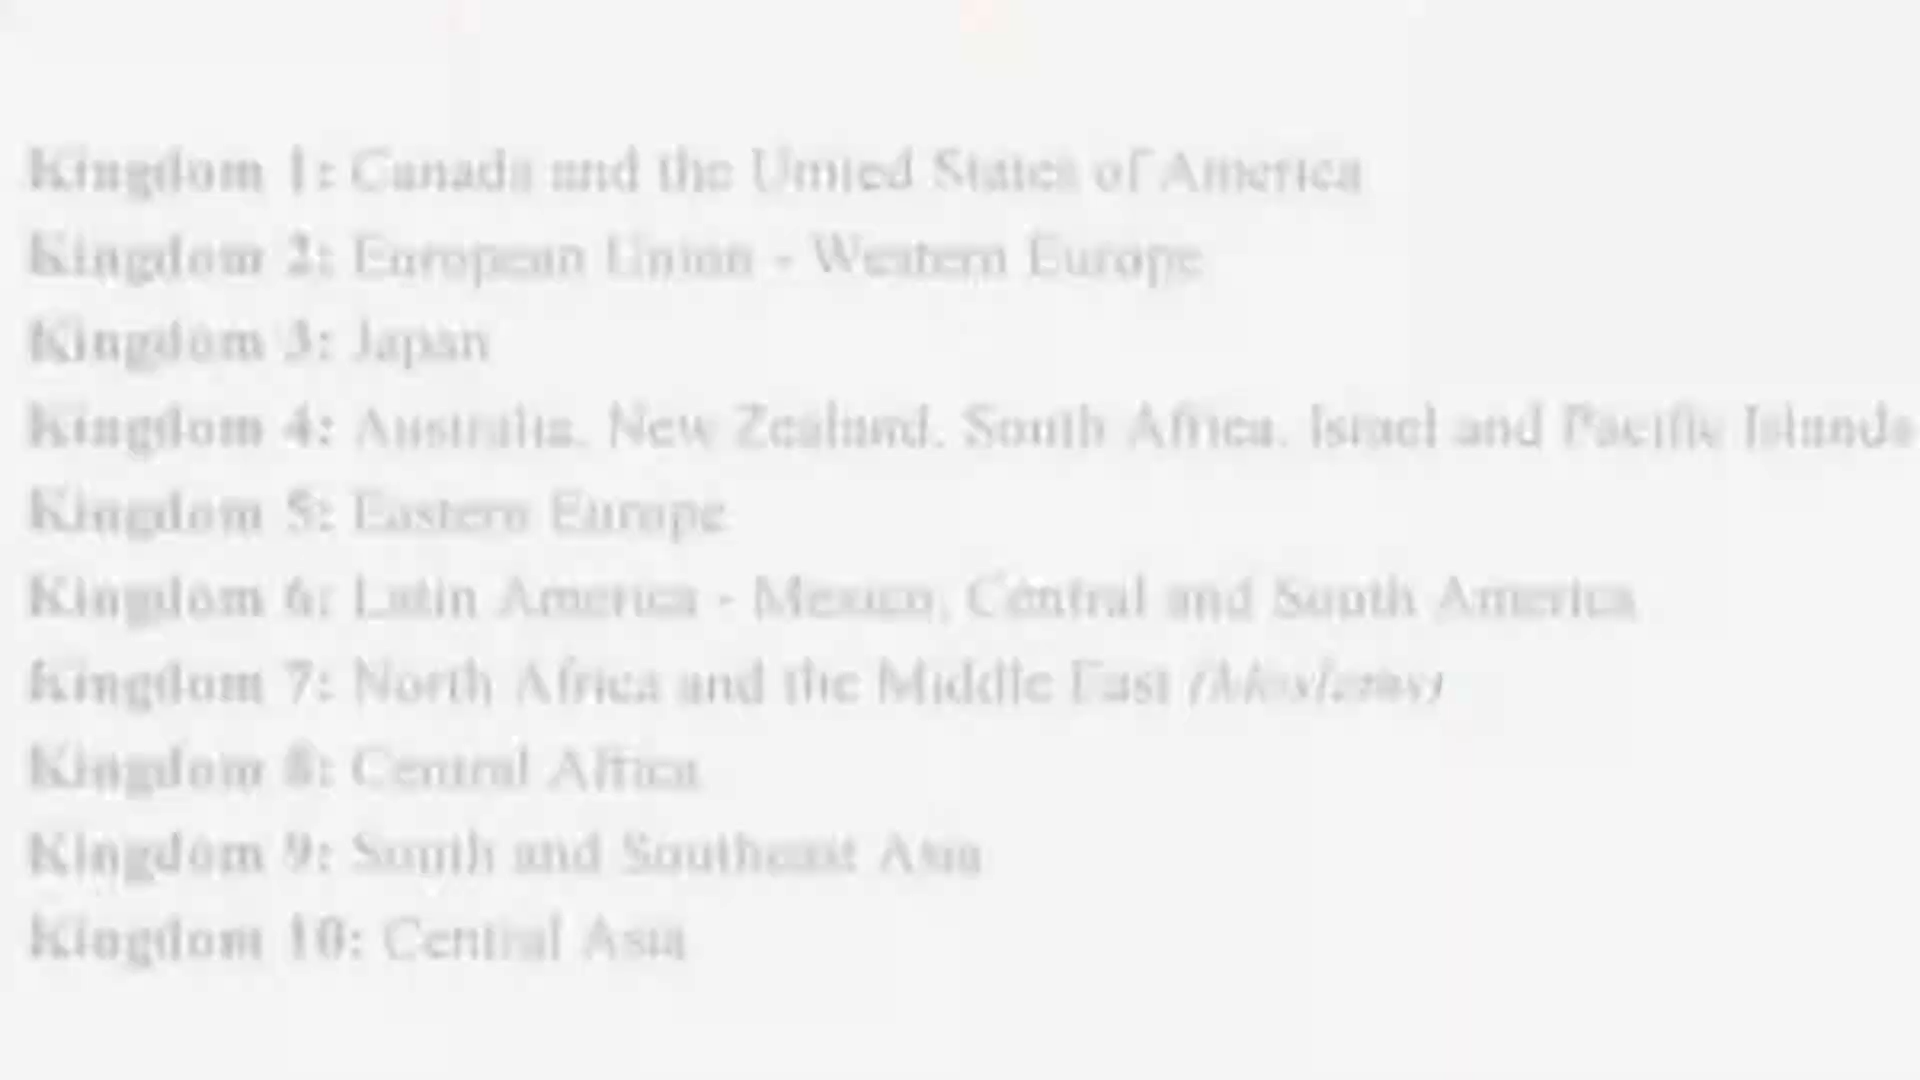 Kingdom 1: Canada and the United States of America
Kingdom 2: European Union - Western Europe
Kingdom 3: Japan
Kingdom 4: Australia, New Zealand, South Africa, Israel and Pacific Islands
Kingdom 5: Eastern Europe
Kingdom 6: Latin America - Mexico, Central and South America
Kingdom 7: North Africa and the Middle East (Moslems)
Kingdom 8: Central Africa
Kingdom 9: South and Southeast Asia
Kingdom 10: Central Asia